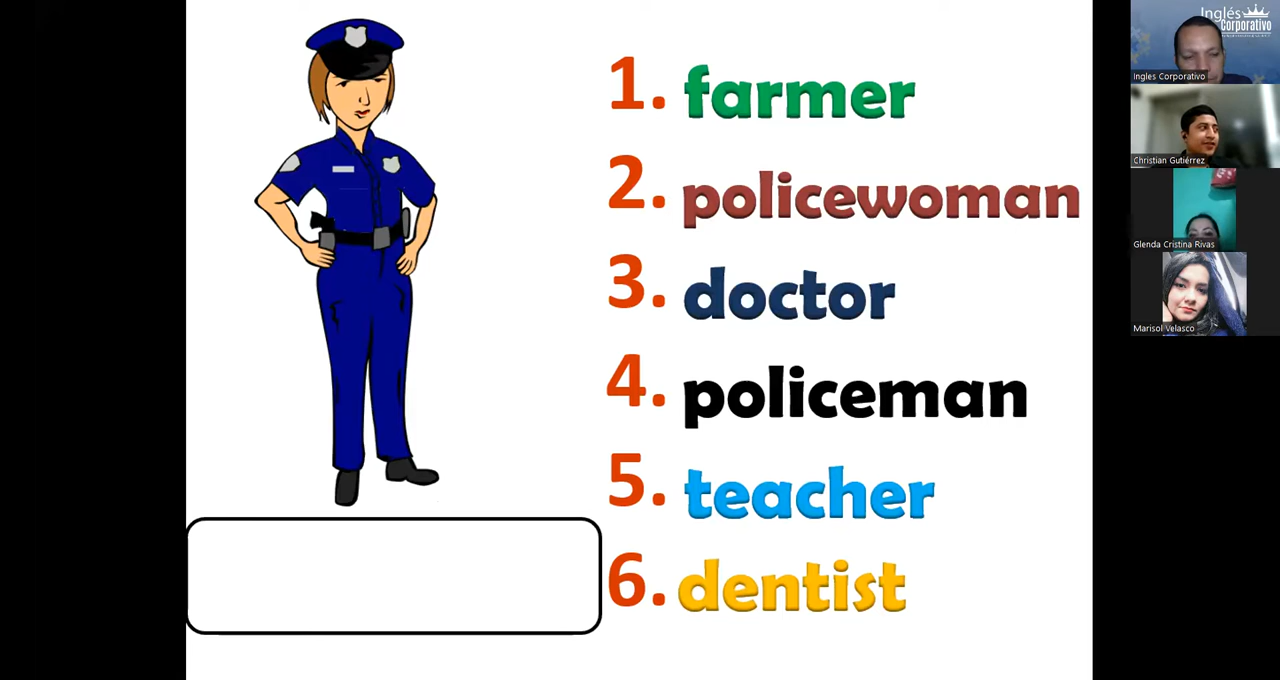 1. farmer
2. policewoman
3. doctor
4. policeman
5. teacher
6. dentist
Inglés
Corporativo
Ingles Corporativo
Christian Gutiérrez
Glenda Cristina Rivas
Marisol Velasco